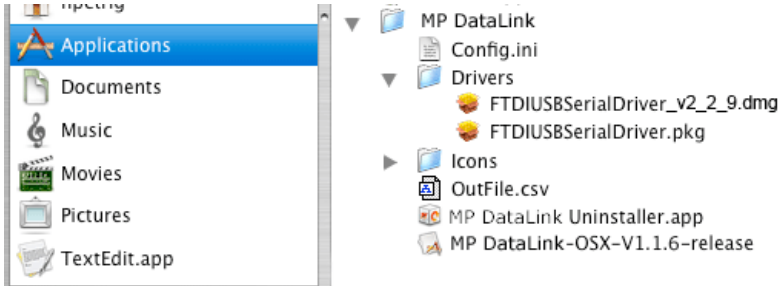 Applications
Documents
Music
Movies
Pictures
TextEdit.app
MP DataLink
Config.ini
Drivers
FTDIUSBSerialDriver_v2_2_9.dmg
FTDIUSBSerialDriver.pkg
Icons
OutFile.csv
MP DataLink Uninstaller.app
MP DataLink-OSX-V1.1.6-release